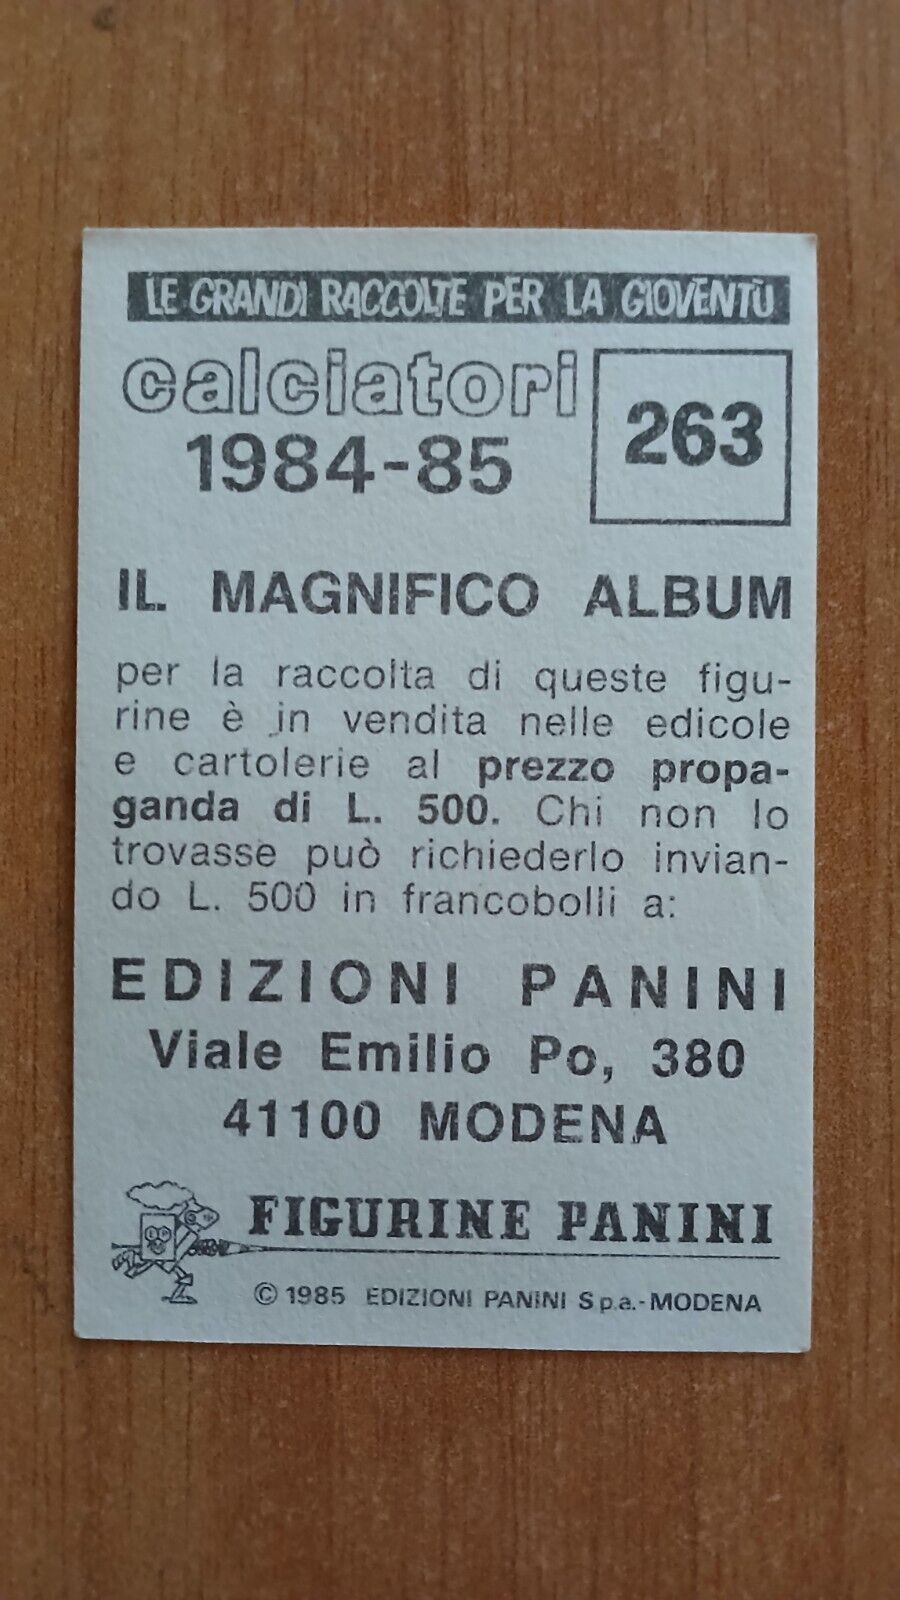 LE GRANDI RACCOLTE PER LA GIOVENTÙ
calciatori
1984-85
263
IL MAGNIFICO ALBUM
per la raccolta di queste figu-
rine è in vendita nelle edicole
e cartolerie al prezzo propa-
ganda di L. 500. Chi non lo
trovasse può richiederlo invian-
do L. 500 in francobolli a:
EDIZIONI PANINI
Viale Emilio Po, 380
41100 MODENA
FIGURINE PANINI
© 1985 EDIZIONI PANINI S.p.a.-MODENA